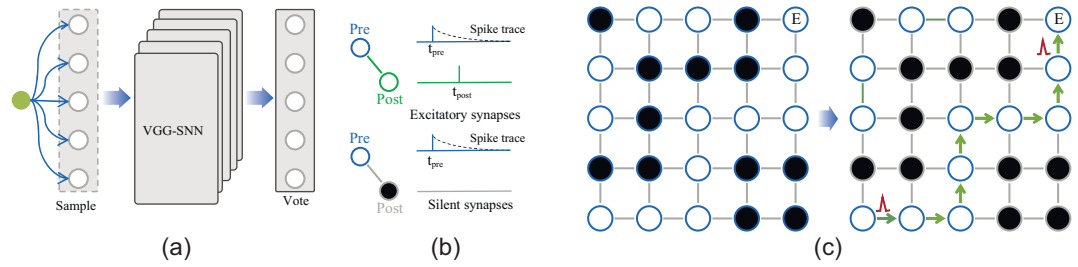 Sample
VGG-SNN
Vote
(a)
Pre
Spike trace
t_pre
Post
t_post
Excitatory synapses
Pre
Spike trace
t_pre
Post
Silent synapses
(b)
E
E
(c)